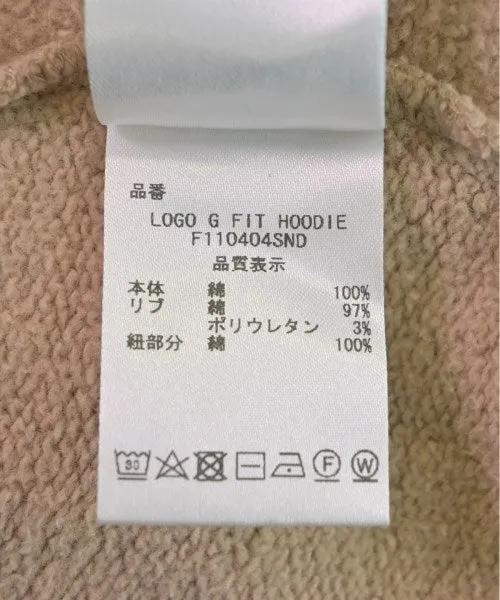 品番
LOGO G FIT HOODIE
F110404SND
品質表示
本体 綿 100%
リブ 綿 97%
ポリウレタン 3%
紐部分 綿 100%
30 F W